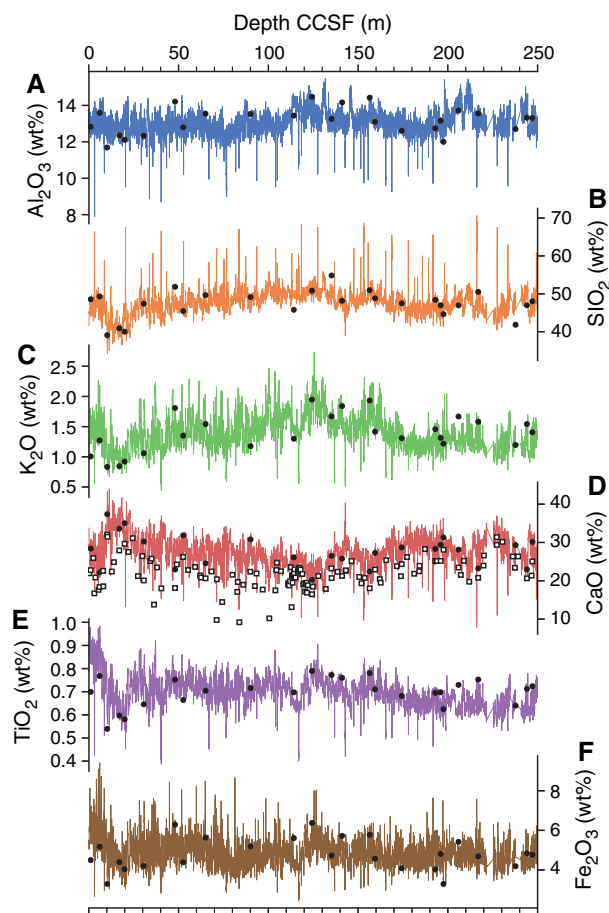 Depth CCSF (m)
0 50 100 150 200 250
A
Al₂O₃ (wt%)
14
12
10
8
B
SIO₂ (wt%)
70
60
50
40
C
K₂O (wt%)
2.5
2.0
1.5
1.0
0.5
D
CaO (wt%)
40
30
20
10
E
TiO₂ (wt%)
1.0
0.9
0.8
0.7
0.6
0.5
0.4
F
Fe₂O₃ (wt%)
8
6
4